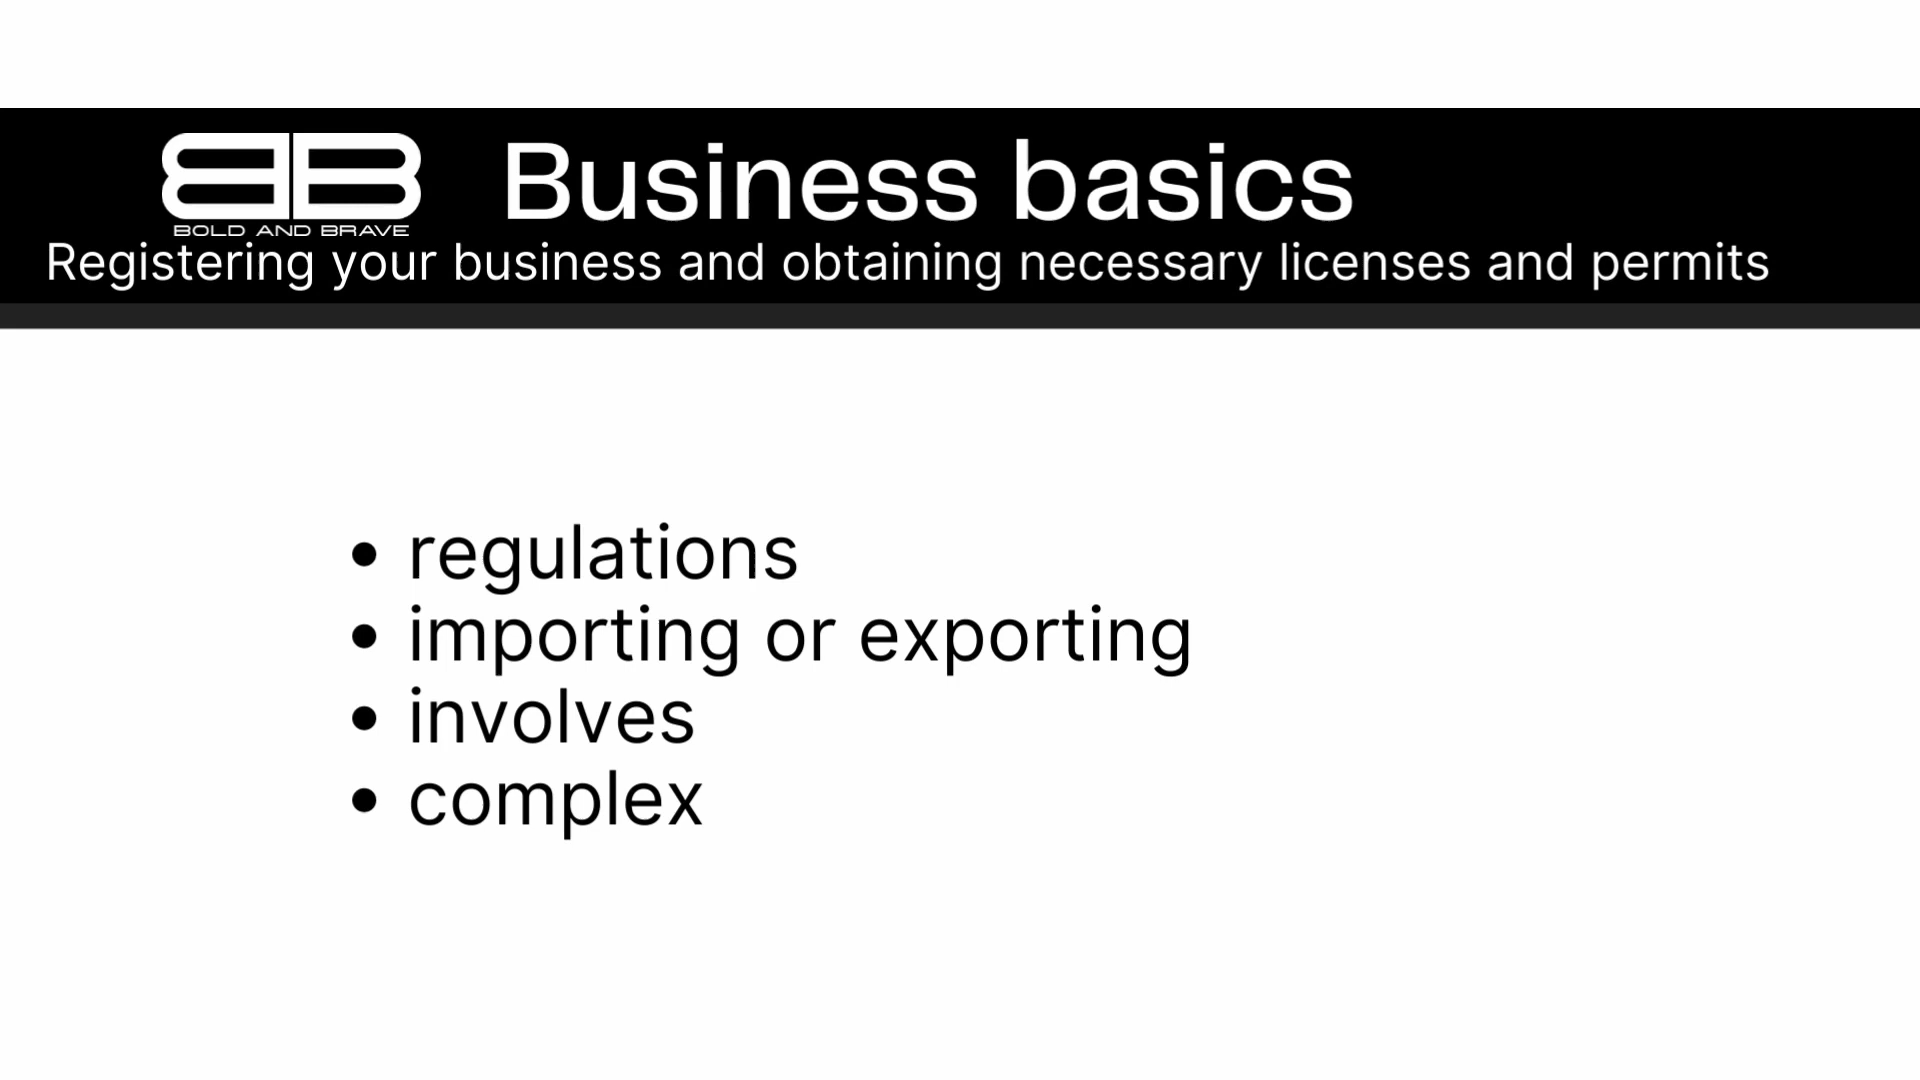 Business basics
BOLD AND BRAVE
Registering your business and obtaining necessary licenses and permits
• regulations
• importing or exporting
• involves
• complex